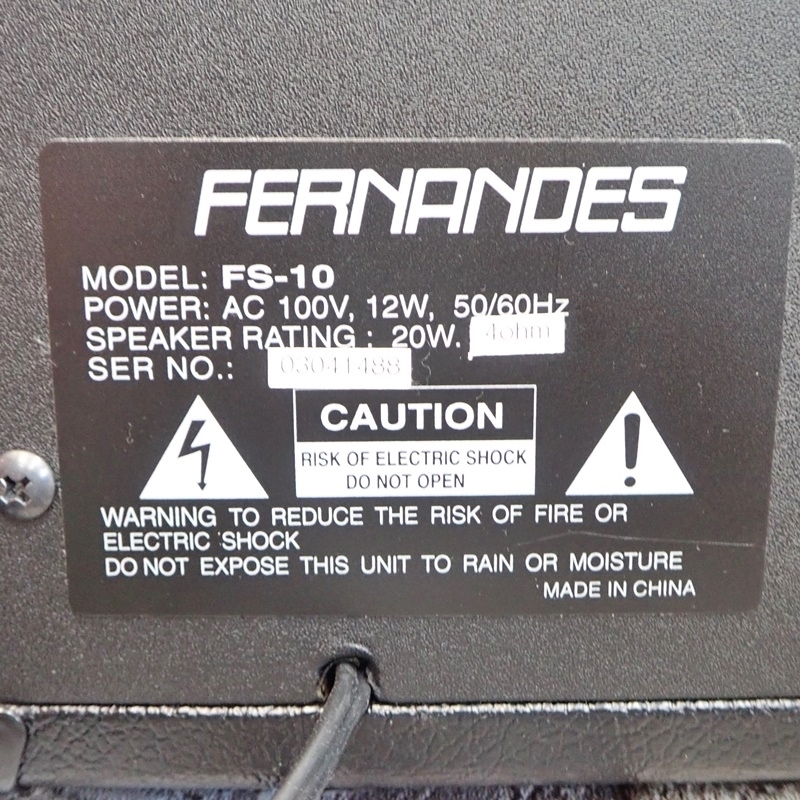 FERNANDES
MODEL: FS-10
POWER: AC 100V, 12W, 50/60Hz
SPEAKER RATING : 20W. 4ohm
SER NO.: 03041488
CAUTION
RISK OF ELECTRIC SHOCK
DO NOT OPEN
WARNING TO REDUCE THE RISK OF FIRE OR
ELECTRIC SHOCK
DO NOT EXPOSE THIS UNIT TO RAIN OR MOISTURE
MADE IN CHINA